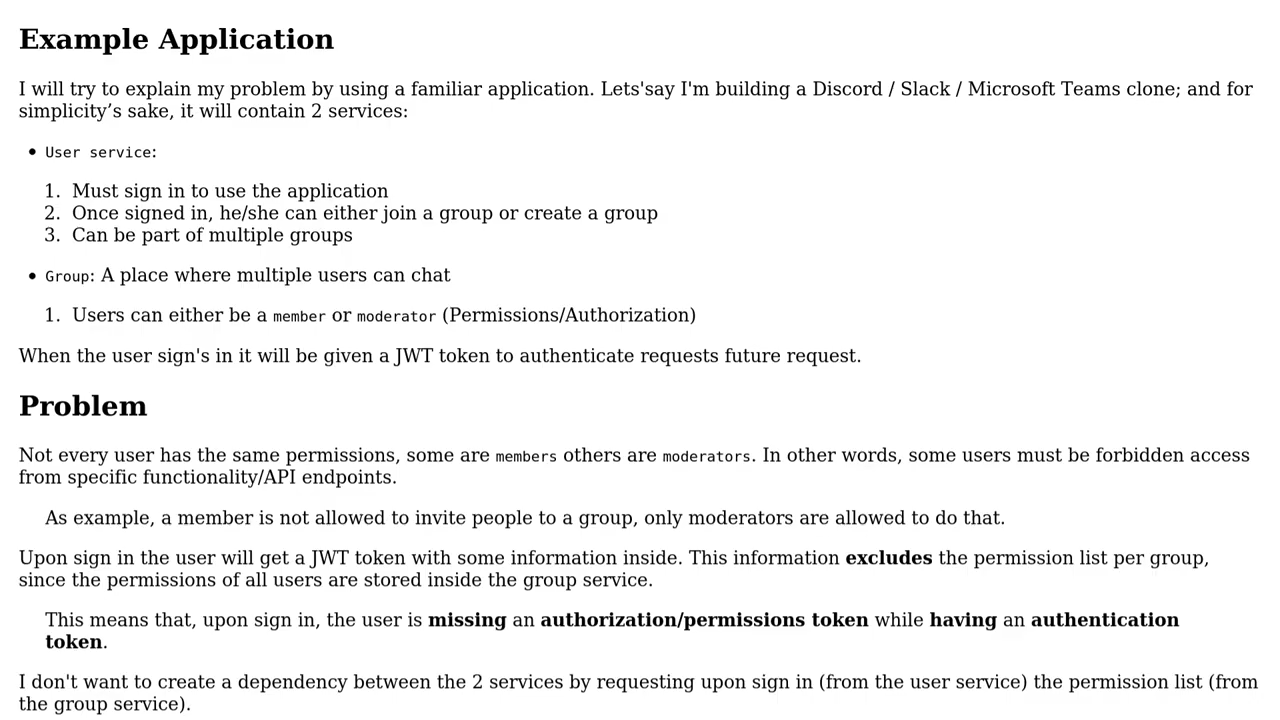 Example Application
I will try to explain my problem by using a familiar application. Lets'say I'm building a Discord / Slack / Microsoft Teams clone; and for
simplicity’s sake, it will contain 2 services:
• User service:
1. Must sign in to use the application
2. Once signed in, he/she can either join a group or create a group
3. Can be part of multiple groups
• Group: A place where multiple users can chat
1. Users can either be a member or moderator (Permissions/Authorization)
When the user sign's in it will be given a JWT token to authenticate requests future request.
Problem
Not every user has the same permissions, some are members others are moderators. In other words, some users must be forbidden access
from specific functionality/API endpoints.
As example, a member is not allowed to invite people to a group, only moderators are allowed to do that.
Upon sign in the user will get a JWT token with some information inside. This information excludes the permission list per group,
since the permissions of all users are stored inside the group service.
This means that, upon sign in, the user is missing an authorization/permissions token while having an authentication
token.
I don't want to create a dependency between the 2 services by requesting upon sign in (from the user service) the permission list (from
the group service).